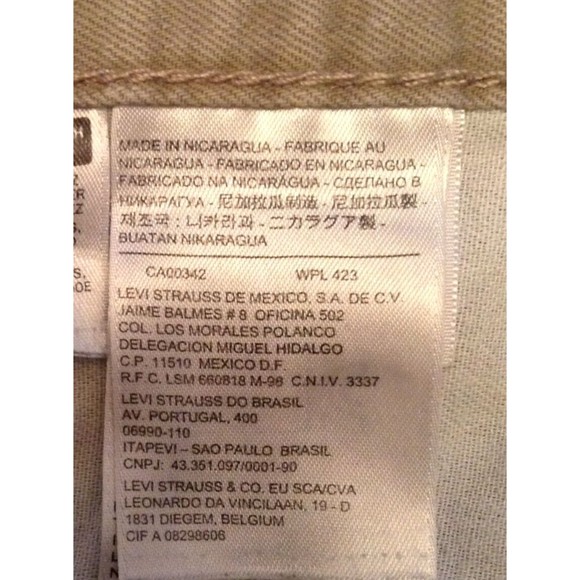 MADE IN NICARAGUA - FABRIQUE AU
NICARAGUA - FABRICADO EN NICARAGUA -
FABRICADO NA NICARÁGUA - СДЕЛАНО В
НИКАРАГУА - 尼加拉瓜制造 - 尼加拉瓜製 -
제조국 : 니카라과 - ニカラグア製 -
BUATAN NIKARAGUA
CA00342 WPL 423
LEVI STRAUSS DE MEXICO, S.A. DE C.V.
JAIME BALMES # 8 OFICINA 502
COL. LOS MORALES POLANCO
DELEGACION MIGUEL HIDALGO
C.P. 11510 MEXICO D.F.
R.F.C. LSM 660818 M-98 C.N.I.V. 3337
LEVI STRAUSS DO BRASIL
AV. PORTUGAL, 400
06990-110
ITAPEVI – SAO PAULO BRASIL
CNPJ: 43.351.097/0001-90
LEVI STRAUSS & CO. EU SCA/CVA
LEONARDO DA VINCILAAN, 19 - D
1831 DIEGEM, BELGIUM
CIF A 08298606